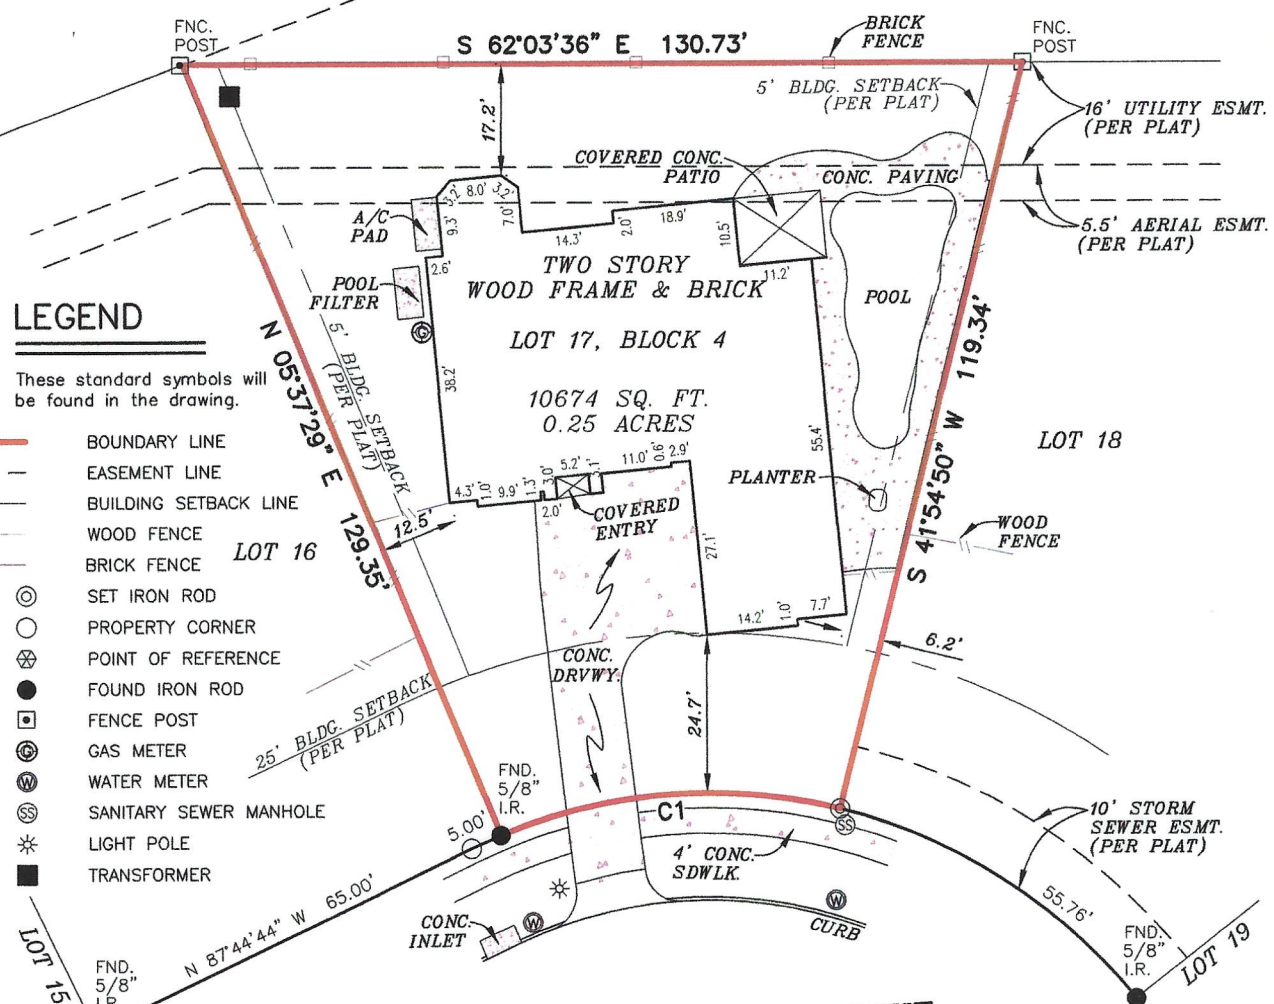 FNC.
POST
S 62°03'36" E 130.73'
BRICK
FENCE
FNC.
POST
5' BLDG. SETBACK
(PER PLAT)
16' UTILITY ESMT.
(PER PLAT)
17.2'
COVERED CONC.
PATIO
CONC. PAVING
5.5' AERIAL ESMT.
(PER PLAT)
A/C
PAD
3.2'
8.0'
3.2'
9.3'
7.0'
14.3'
2.0'
18.9'
10.5'
11.2'
2.6'
POOL
FILTER
G
TWO STORY
WOOD FRAME & BRICK
LOT 17, BLOCK 4
10674 SQ. FT.
0.25 ACRES
POOL
38.2'
55.4'
N 05°37'29" E 129.35'
5' BLDG. SETBACK
(PER PLAT)
S 41°54'50" W 119.34'
LOT 18
LEGEND
These standard symbols will
be found in the drawing.
BOUNDARY LINE
EASEMENT LINE
BUILDING SETBACK LINE
WOOD FENCE
BRICK FENCE
SET IRON ROD
PROPERTY CORNER
POINT OF REFERENCE
FOUND IRON ROD
FENCE POST
G GAS METER
W WATER METER
SS SANITARY SEWER MANHOLE
LIGHT POLE
TRANSFORMER
LOT 16
12.5'
4.3'
1.0'
9.9'
1.3'
3.0'
5.2'
3.1'
2.0'
11.0'
0.6'
2.9'
COVERED
ENTRY
PLANTER
WOOD
FENCE
27.1'
14.2'
1.0'
7.7'
6.2'
CONC.
DRVWY.
24.7'
25' BLDG. SETBACK
(PER PLAT)
FND.
5/8"
I.R.
5.00'
C1
SS
4' CONC.
SDWLK.
10' STORM
SEWER ESMT.
(PER PLAT)
55.76'
N 87°44'44" W 65.00'
CONC.
INLET
W
W
CURB
FND.
5/8"
I.R.
LOT 19
LOT 15
FND.
5/8"
I.R.